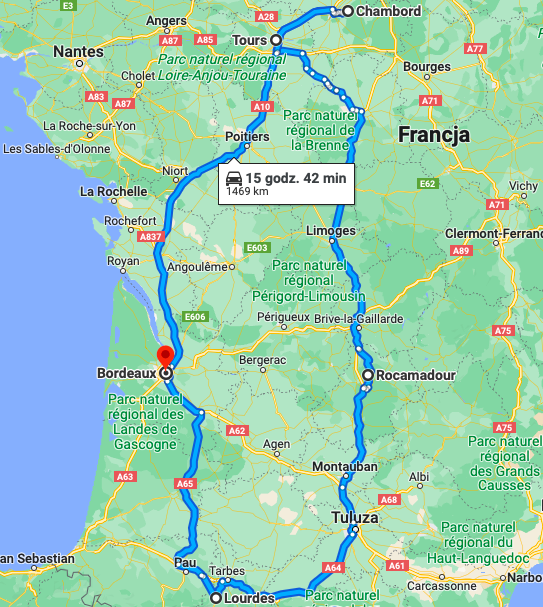 E3
Angers
A28
Chambord
A87
A85
Tours
A77
Nantes
Parc naturel régional
Loire-Anjou-Touraine
Bourges
Cholet
A83
A87
A10
A71
La Roche-sur-Yon
Parc naturel
régional de
la Brenne
Francja
Poitiers
Les Sables-d'Olonne
Niort
15 godz. 42 min
1469 km
E62
Vichy
La Rochelle
A71
Rochefort
Limoges
A837
Clermont-Ferrand
E603
A89
Royan
Angoulême
Parc naturel
régional
Périgord-Limousin
E606
Périgueux
Brive-la-Gaillarde
A75
Bordeaux
Bergerac
Rocamadour
Parc naturel
régional des
Landes de
Gascogne
A62
A75
Agen
Parc naturel
régional
des Grands
Causses
A63
Montauban
Albi
A65
A68
Tuluza
Parc naturel
régional du
Haut-Languedoc
an Sebastian
Pau
Tarbes
A64
A61
Carcassonne
Narbo
Lourdes
Parc naturel